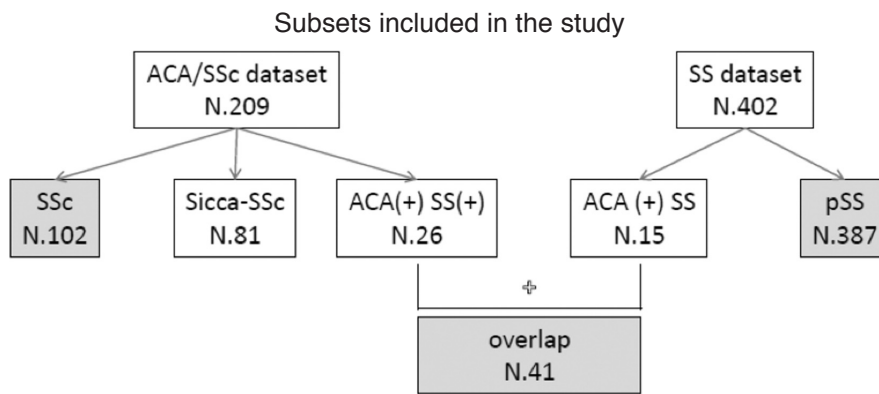 Subsets included in the study
ACA/SSc dataset
N.209
SS dataset
N.402
SSc
N.102
Sicca-SSc
N.81
ACA(+) SS(+)
N.26
ACA (+) SS
N.15
pSS
N.387
+
overlap
N.41